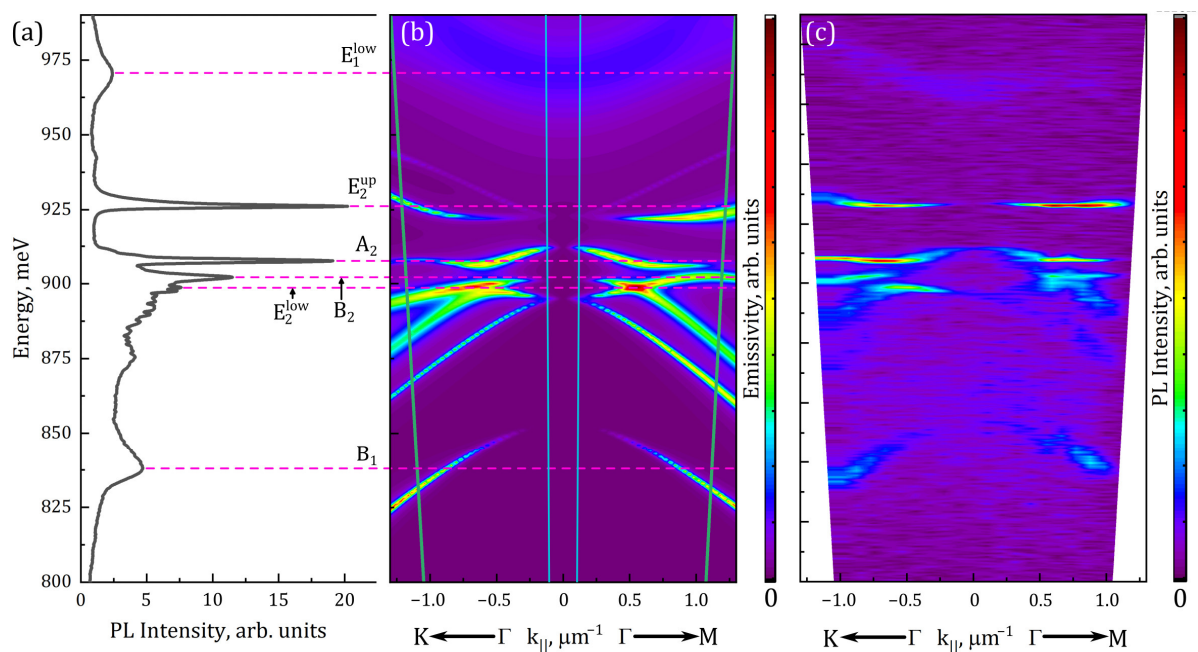 (a)
(b)
(c)
975
950
925
900
875
850
825
800
Energy, meV
0 5 10 15 20
PL Intensity, arb. units
E₁ˡᵒʷ
E₂ᵘᵖ
A₂
E₂ˡᵒʷ
B₂
B₁
−1.0 −0.5 0.0 0.5 1.0
K ← Γ k||, μm⁻¹ Γ → M
Emissivity, arb. units
0
−1.0 −0.5 0.0 0.5 1.0
K ← Γ k||, μm⁻¹ Γ → M
PL Intensity, arb. units
0